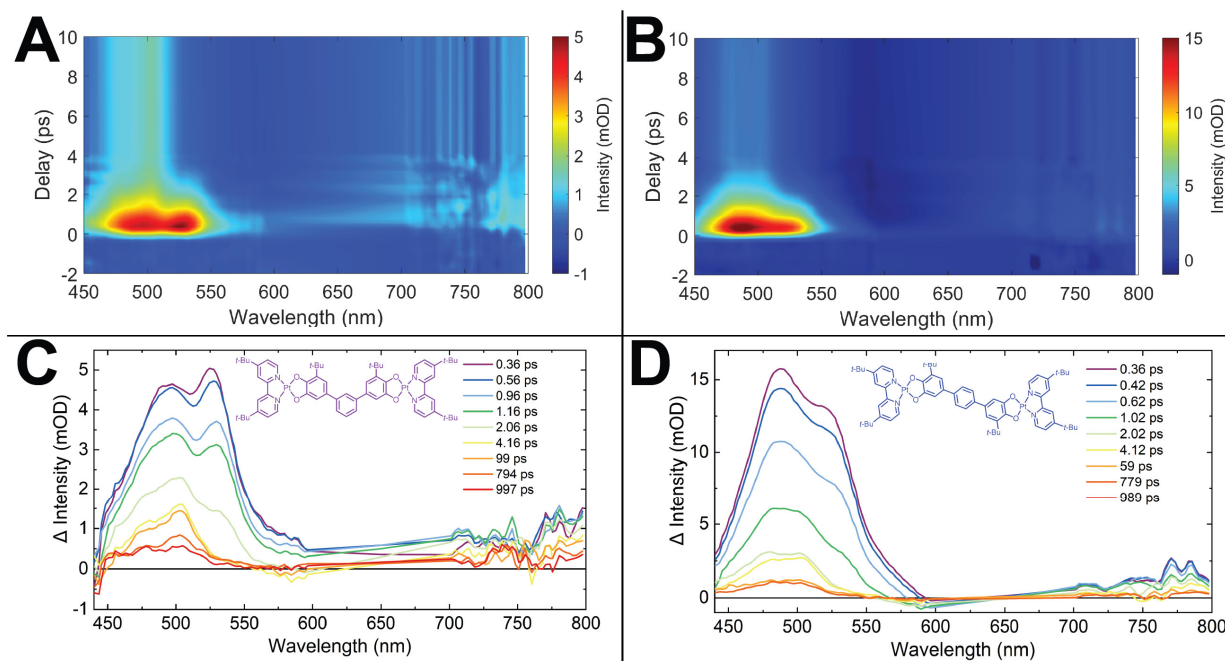 A
10
8
6
4
2
0
-2
Delay (ps)
450 500 550 600 650 700 750 800
Wavelength (nm)
5
4
3
2
1
0
-1
Intensity (mOD)
B
10
8
6
4
2
0
-2
Delay (ps)
450 500 550 600 650 700 750 800
Wavelength (nm)
15
10
5
0
Intensity (mOD)
C
5
4
3
2
1
0
-1
Δ Intensity (mOD)
450 500 550 600 650 700 750 800
Wavelength (nm)
t-Bu
t-Bu
t-Bu
t-Bu
t-Bu
t-Bu
N
N
Pt
O
O
O
O
Pt
N
N
0.36 ps
0.56 ps
0.96 ps
1.16 ps
2.06 ps
4.16 ps
99 ps
794 ps
997 ps
D
15
10
5
0
Δ Intensity (mOD)
450 500 550 600 650 700 750 800
Wavelength (nm)
t-Bu
t-Bu
t-Bu
t-Bu
t-Bu
t-Bu
N
N
Pt
O
O
O
O
Pt
N
N
0.36 ps
0.42 ps
0.62 ps
1.02 ps
2.02 ps
4.12 ps
59 ps
779 ps
989 ps